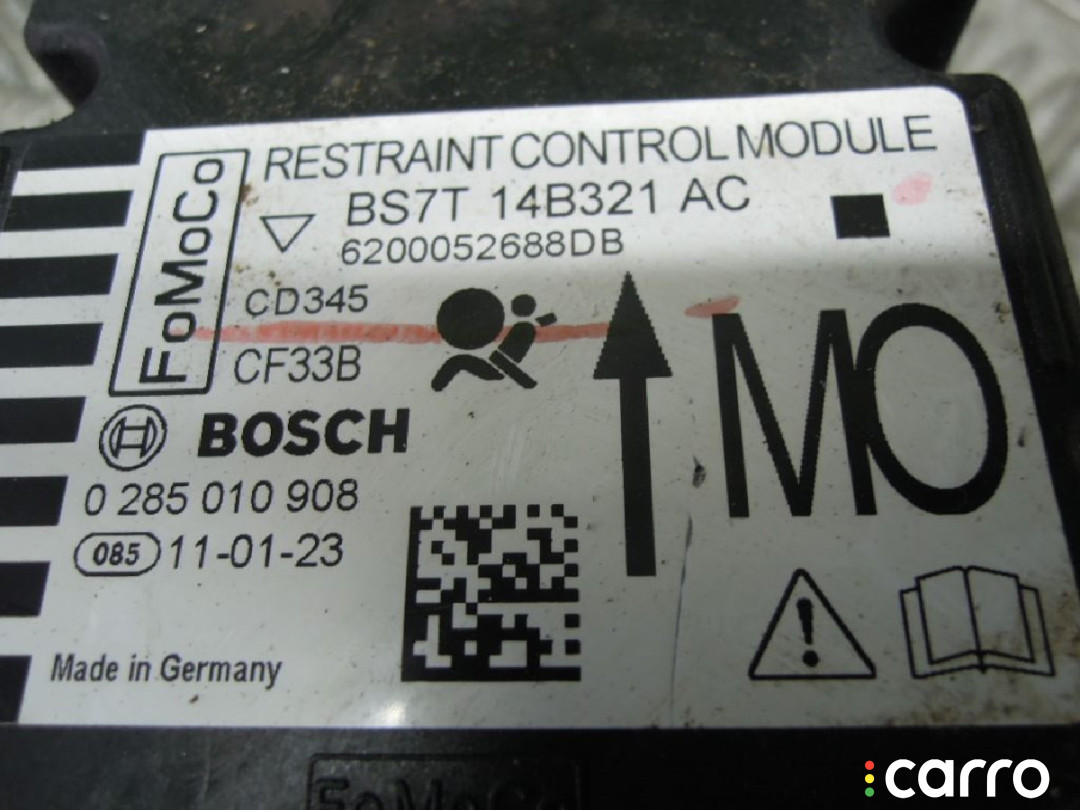 RESTRAINT CONTROL MODULE
FoMoCo
BS7T 14B321 AC
6200052688DB
CD345
CF33B
MO
BOSCH
0 285 010 908
085 11-01-23
Made in Germany
FoMoCo
carro